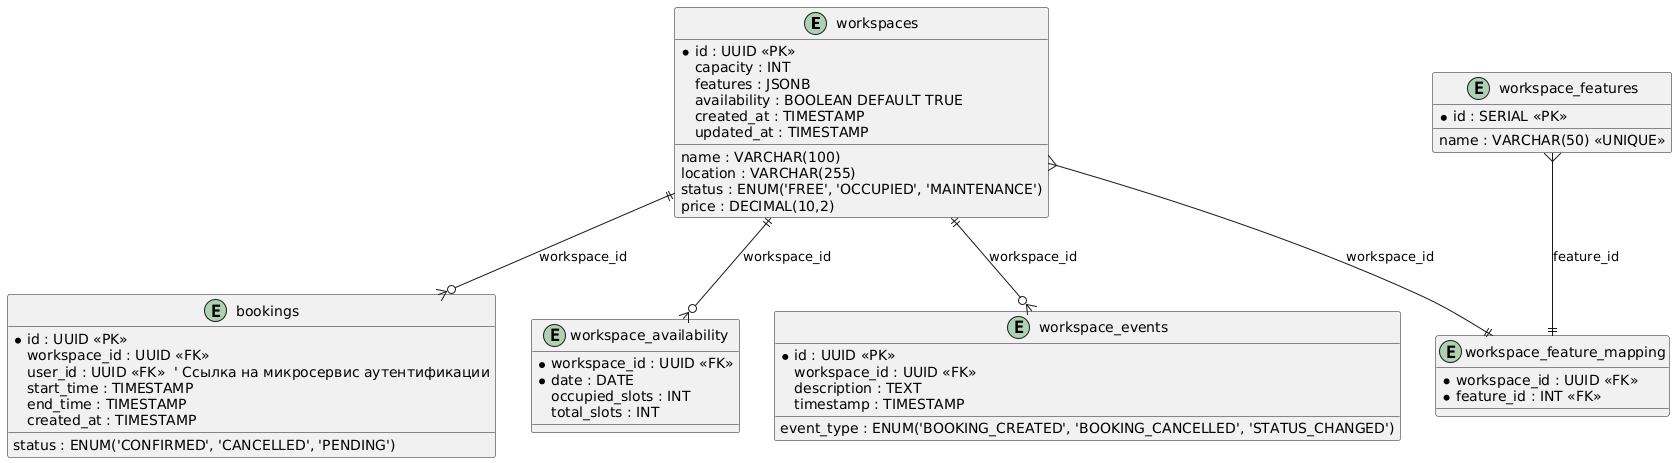 E workspaces
id : UUID «PK»
capacity : INT
features : JSONB
availability : BOOLEAN DEFAULT TRUE
created_at : TIMESTAMP
updated_at : TIMESTAMP
name : VARCHAR(100)
location : VARCHAR(255)
status : ENUM('FREE', 'OCCUPIED', 'MAINTENANCE')
price : DECIMAL(10,2)
E workspace_features
id : SERIAL «PK»
name : VARCHAR(50) «UNIQUE»
workspace_id
workspace_id
workspace_id
workspace_id
feature_id
E bookings
id : UUID «PK»
workspace_id : UUID «FK»
user_id : UUID «FK»  ' Ссылка на микросервис аутентификации
start_time : TIMESTAMP
end_time : TIMESTAMP
created_at : TIMESTAMP
status : ENUM('CONFIRMED', 'CANCELLED', 'PENDING')
E workspace_availability
workspace_id : UUID «FK»
date : DATE
occupied_slots : INT
total_slots : INT
E workspace_events
id : UUID «PK»
workspace_id : UUID «FK»
description : TEXT
timestamp : TIMESTAMP
event_type : ENUM('BOOKING_CREATED', 'BOOKING_CANCELLED', 'STATUS_CHANGED')
E workspace_feature_mapping
workspace_id : UUID «FK»
feature_id : INT «FK»